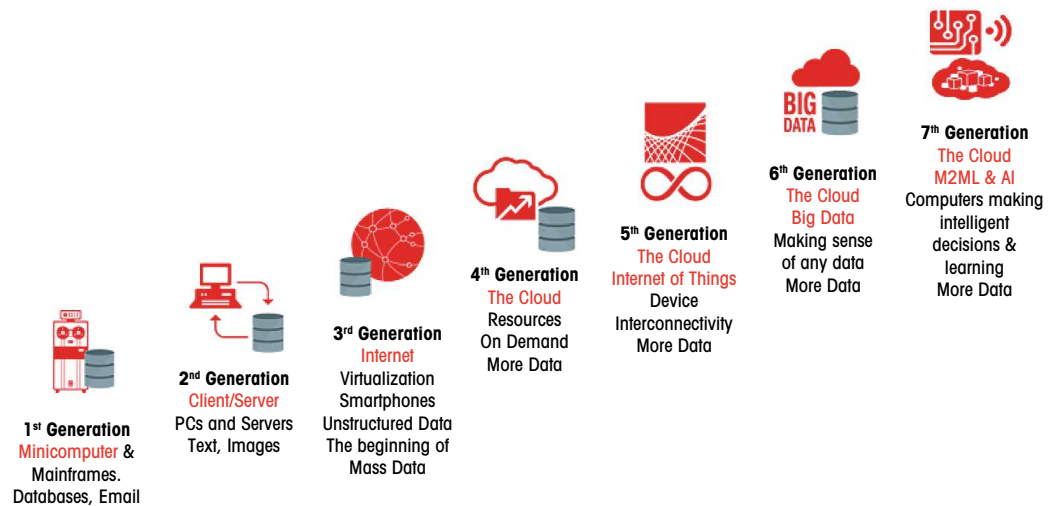 1st Generation
Minicomputer &
Mainframes.
Databases, Email
2nd Generation
Client/Server
PCs and Servers
Text, Images
3rd Generation
Internet
Virtualization
Smartphones
Unstructured Data
The beginning of
Mass Data
4th Generation
The Cloud
Resources
On Demand
More Data
5th Generation
The Cloud
Internet of Things
Device
Interconnectivity
More Data
BIG
DATA
6th Generation
The Cloud
Big Data
Making sense
of any data
More Data
7th Generation
The Cloud
M2ML & AI
Computers making
intelligent
decisions &
learning
More Data